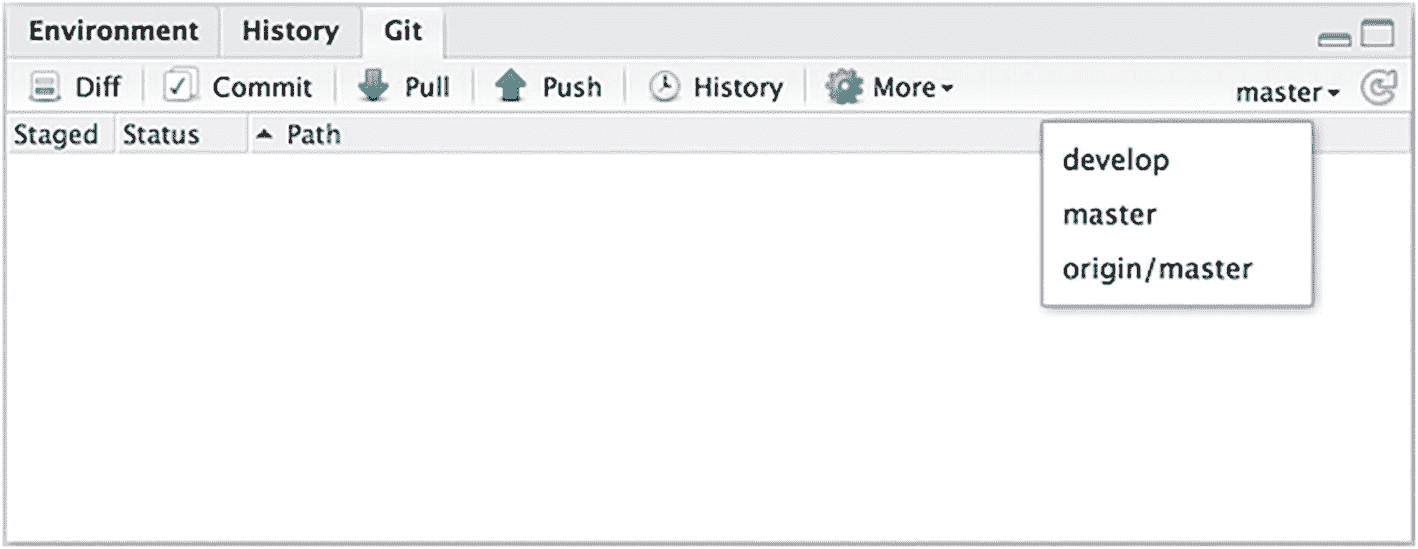 Environment History Git
Diff Commit Pull Push History More master
Staged Status Path
develop
master
origin/master